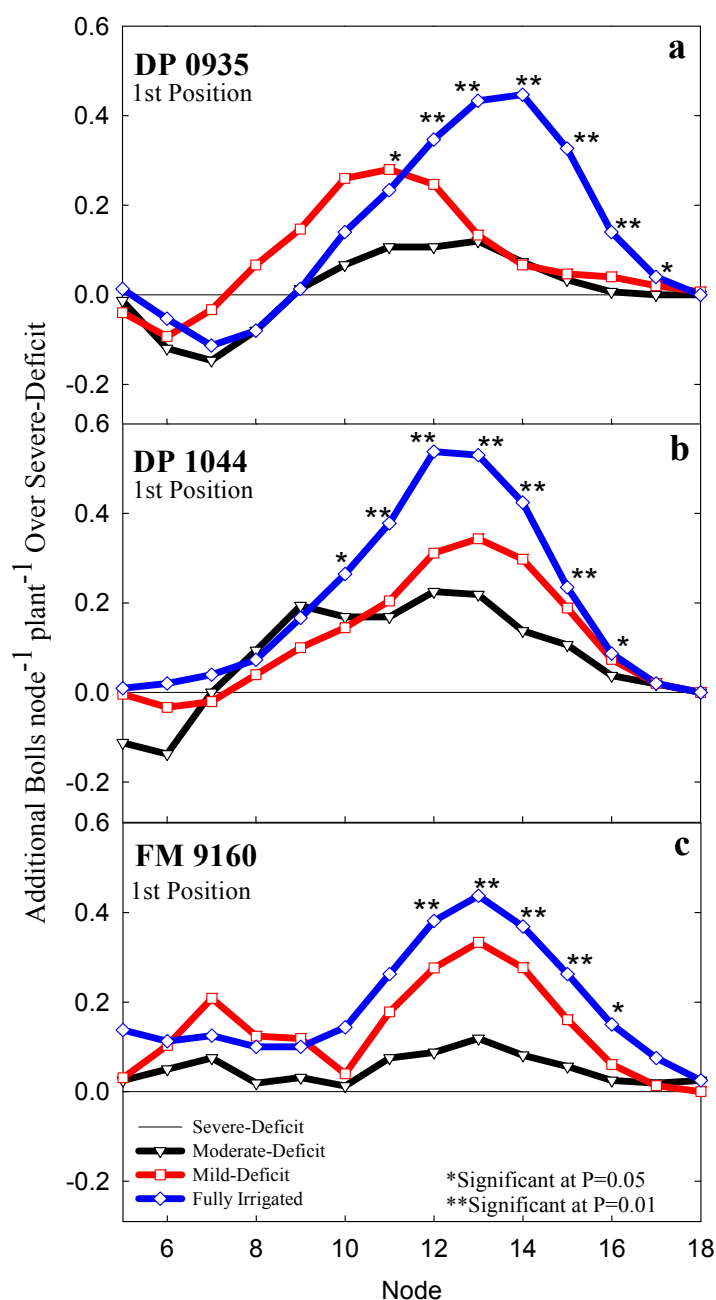 Additional Bolls node-1 plant-1 Over Severe-Deficit
0.6
0.4
0.2
0.0
-0.2
DP 0935
1st Position
a
*
**
**
**
**
**
*
0.6
0.4
0.2
0.0
-0.2
DP 1044
1st Position
b
*
**
**
**
**
**
*
0.6
0.4
0.2
0.0
-0.2
FM 9160
1st Position
c
**
**
**
**
*
Severe-Deficit
Moderate-Deficit
Mild-Deficit
Fully Irrigated
*Significant at P=0.05
**Significant at P=0.01
6 8 10 12 14 16 18
Node